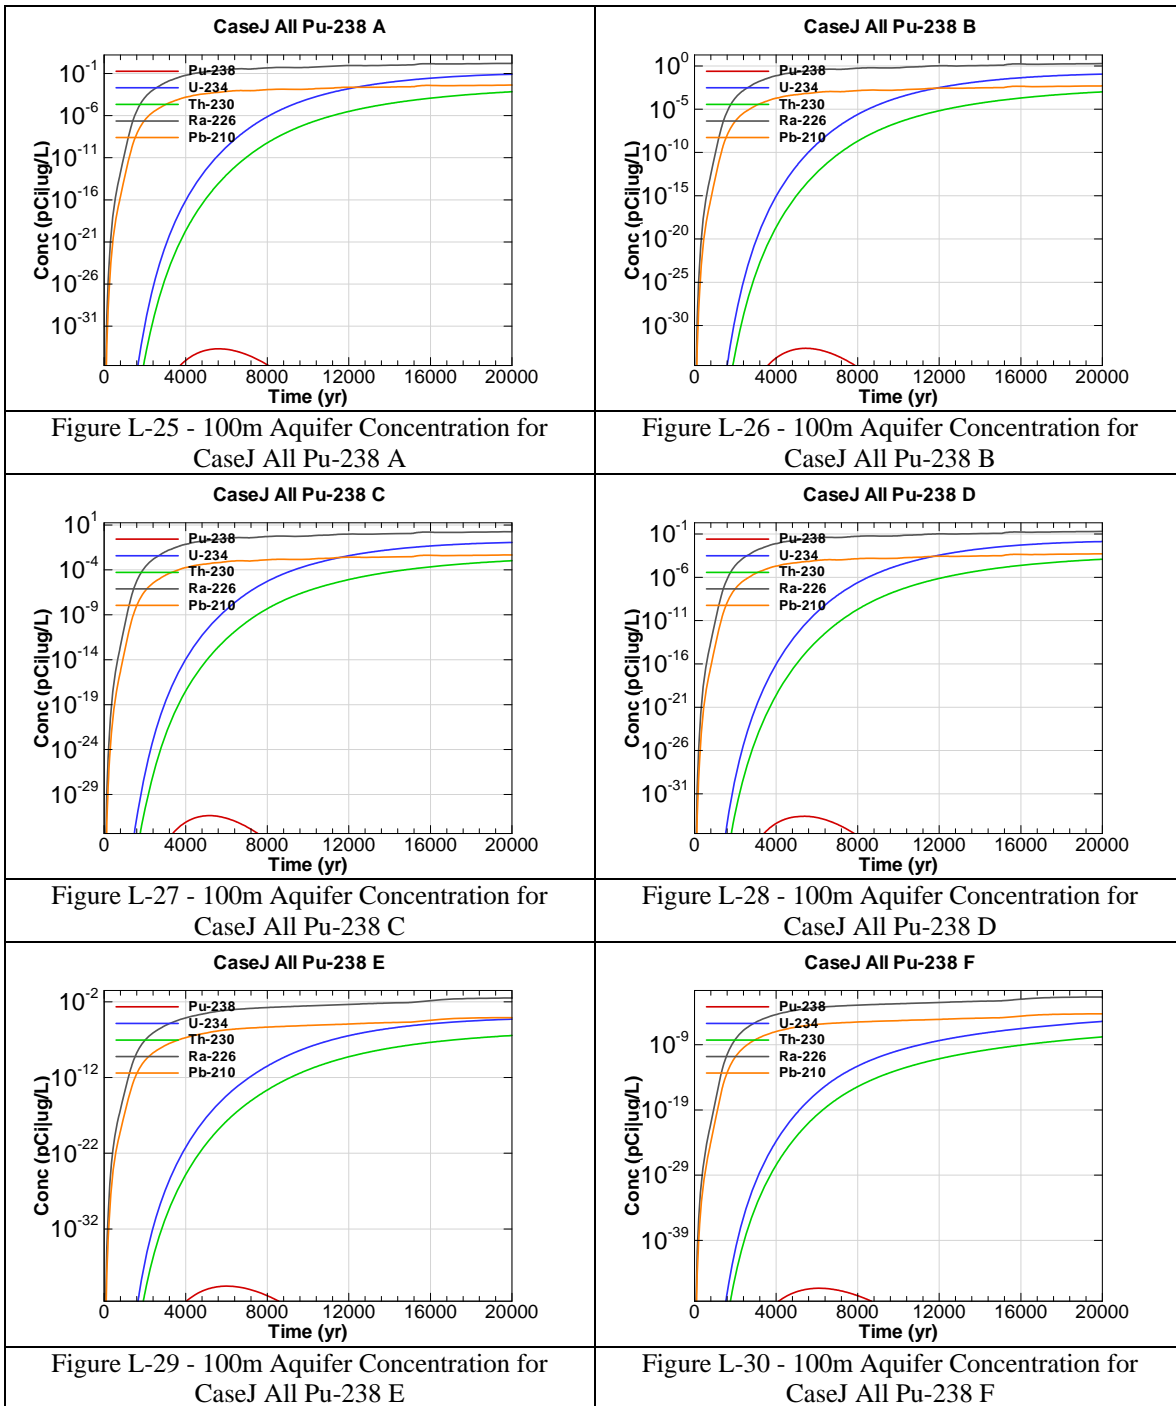 CaseJ All Pu-238 A
Conc (pCi|ug/L)
10^-1
10^-6
10^-11
10^-16
10^-21
10^-26
10^-31
Pu-238
U-234
Th-230
Ra-226
Pb-210
0 4000 8000 12000 16000 20000
Time (yr)
Figure L-25 - 100m Aquifer Concentration for
CaseJ All Pu-238 A
CaseJ All Pu-238 B
Conc (pCi|ug/L)
10^0
10^-5
10^-10
10^-15
10^-20
10^-25
10^-30
Pu-238
U-234
Th-230
Ra-226
Pb-210
0 4000 8000 12000 16000 20000
Time (yr)
Figure L-26 - 100m Aquifer Concentration for
CaseJ All Pu-238 B
CaseJ All Pu-238 C
Conc (pCi|ug/L)
10^1
10^-4
10^-9
10^-14
10^-19
10^-24
10^-29
Pu-238
U-234
Th-230
Ra-226
Pb-210
0 4000 8000 12000 16000 20000
Time (yr)
Figure L-27 - 100m Aquifer Concentration for
CaseJ All Pu-238 C
CaseJ All Pu-238 D
Conc (pCi|ug/L)
10^-1
10^-6
10^-11
10^-16
10^-21
10^-26
10^-31
Pu-238
U-234
Th-230
Ra-226
Pb-210
0 4000 8000 12000 16000 20000
Time (yr)
Figure L-28 - 100m Aquifer Concentration for
CaseJ All Pu-238 D
CaseJ All Pu-238 E
Conc (pCi|ug/L)
10^-2
10^-12
10^-22
10^-32
Pu-238
U-234
Th-230
Ra-226
Pb-210
0 4000 8000 12000 16000 20000
Time (yr)
Figure L-29 - 100m Aquifer Concentration for
CaseJ All Pu-238 E
CaseJ All Pu-238 F
Conc (pCi|ug/L)
10^-9
10^-19
10^-29
10^-39
Pu-238
U-234
Th-230
Ra-226
Pb-210
0 4000 8000 12000 16000 20000
Time (yr)
Figure L-30 - 100m Aquifer Concentration for
CaseJ All Pu-238 F